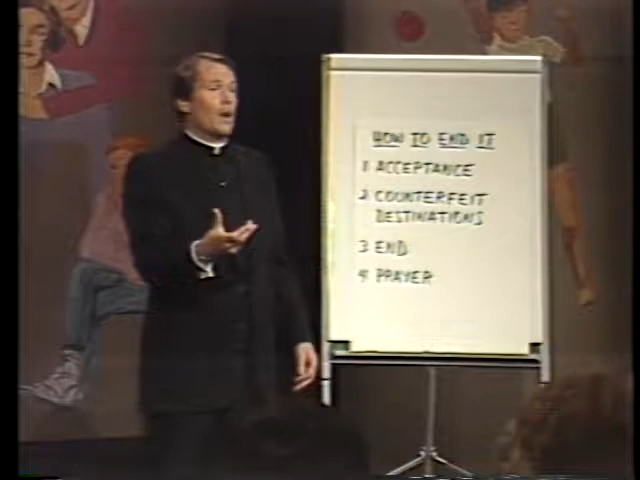 HOW TO END IT
1 ACCEPTANCE
2 COUNTERFEIT
DESTINATIONS
3 END
4 PRAYER